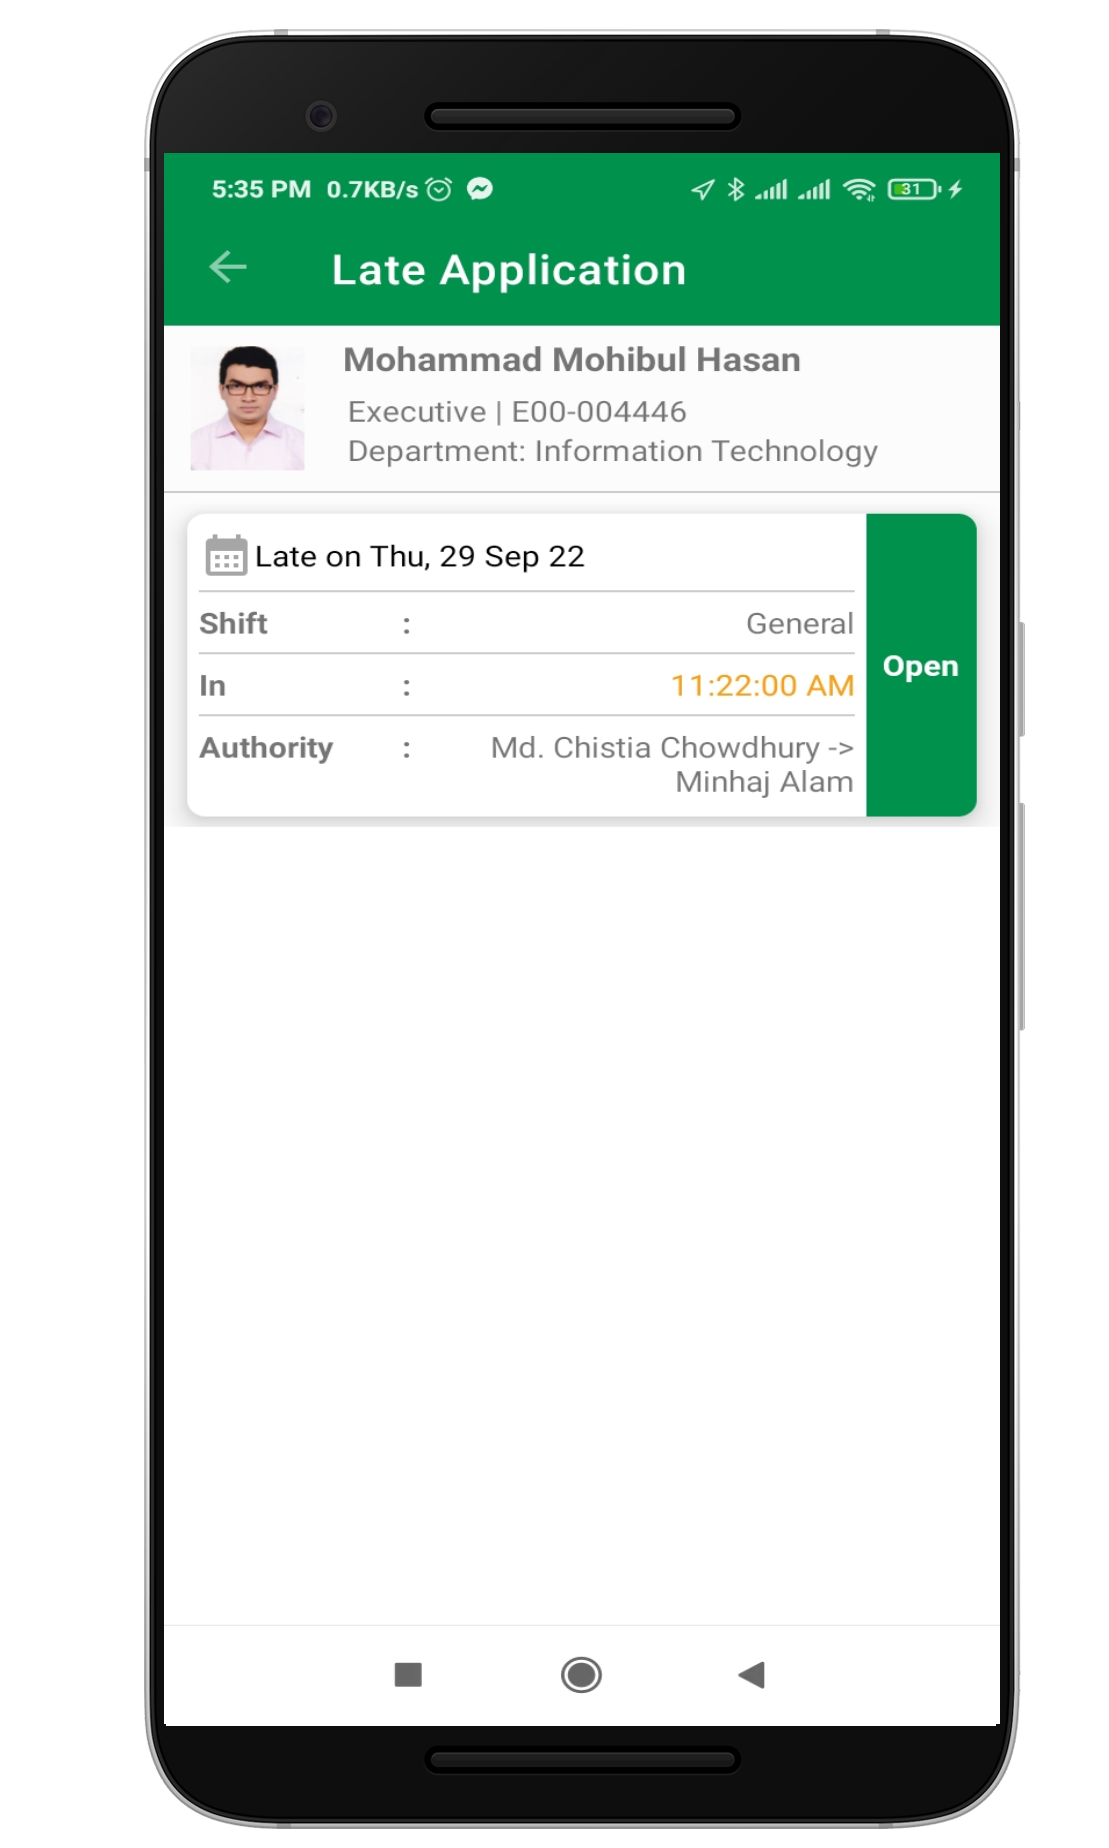 5:35 PM 0.7KB/s 31
Late Application
Mohammad Mohibul Hasan
Executive | E00-004446
Department: Information Technology
Late on Thu, 29 Sep 22
Shift : General
In : 11:22:00 AM
Open
Authority : Md. Chistia Chowdhury ->
Minhaj Alam